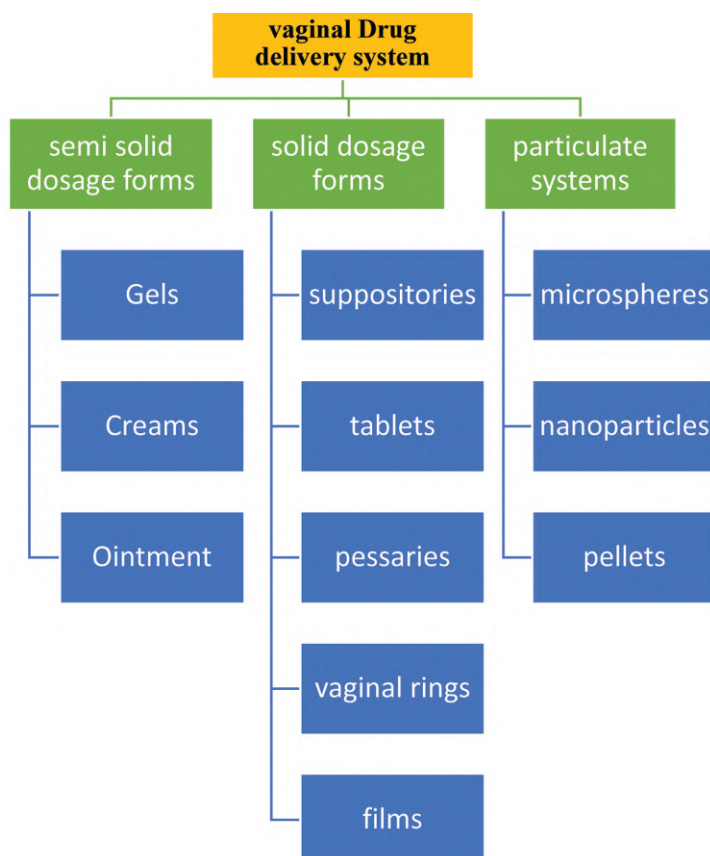 vaginal Drug
delivery system
semi solid
dosage forms
Gels
Creams
Ointment
solid dosage
forms
suppositories
tablets
pessaries
vaginal rings
films
particulate
systems
microspheres
nanoparticles
pellets